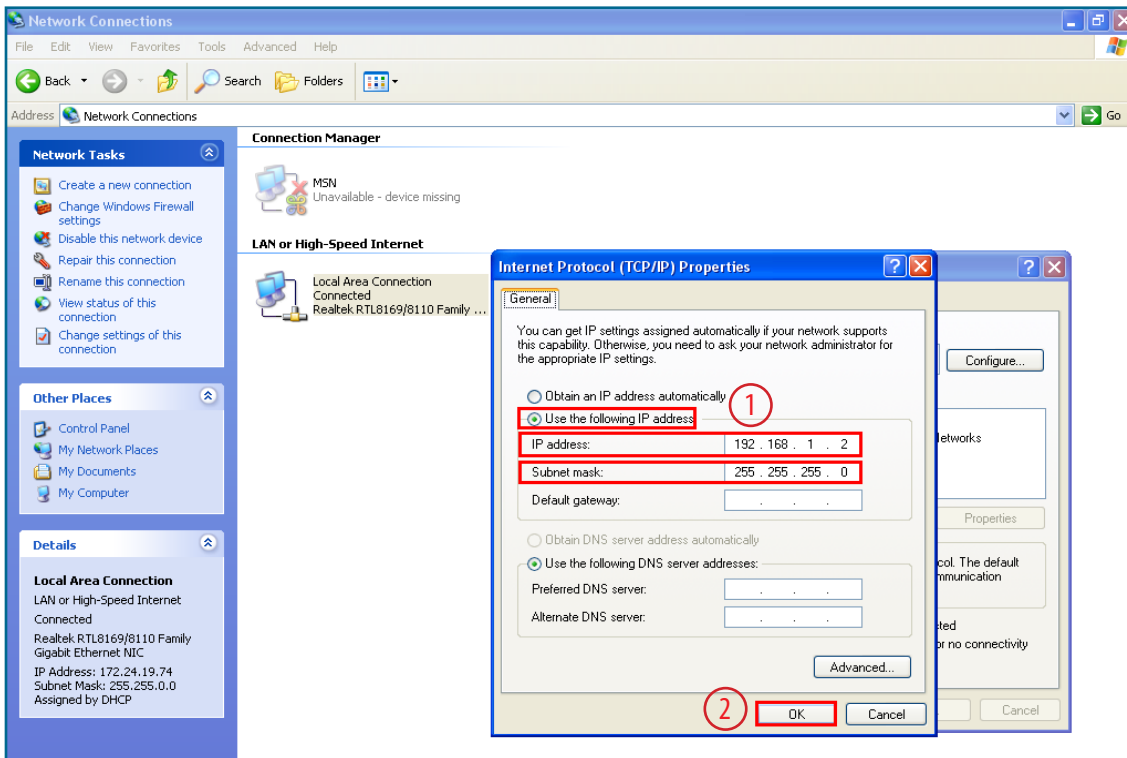 Network Connections
File Edit View Favorites Tools Advanced Help
Back Search Folders
Address Network Connections Go
Network Tasks
Create a new connection
Change Windows Firewall
settings
Disable this network device
Repair this connection
Rename this connection
View status of this
connection
Change settings of this
connection
Other Places
Control Panel
My Network Places
My Documents
My Computer
Details
Local Area Connection
LAN or High-Speed Internet
Connected
Realtek RTL8169/8110 Family
Gigabit Ethernet NIC
IP Address: 172.24.19.74
Subnet Mask: 255.255.0.0
Assigned by DHCP
Connection Manager
MSN
Unavailable - device missing
LAN or High-Speed Internet
Local Area Connection
Connected
Realtek RTL8169/8110 Family ...
Internet Protocol (TCP/IP) Properties
General
You can get IP settings assigned automatically if your network supports
this capability. Otherwise, you need to ask your network administrator for
the appropriate IP settings.
Obtain an IP address automatically
1
Use the following IP address
IP address: 192 . 168 . 1 . 2
Subnet mask: 255 . 255 . 255 . 0
Default gateway: . . .
Obtain DNS server address automatically
Use the following DNS server addresses:
Preferred DNS server: . . .
Alternate DNS server: . . .
Advanced...
2
OK Cancel
Configure...
etworks
Properties
col. The default
mmunication
ted
or no connectivity
Cancel